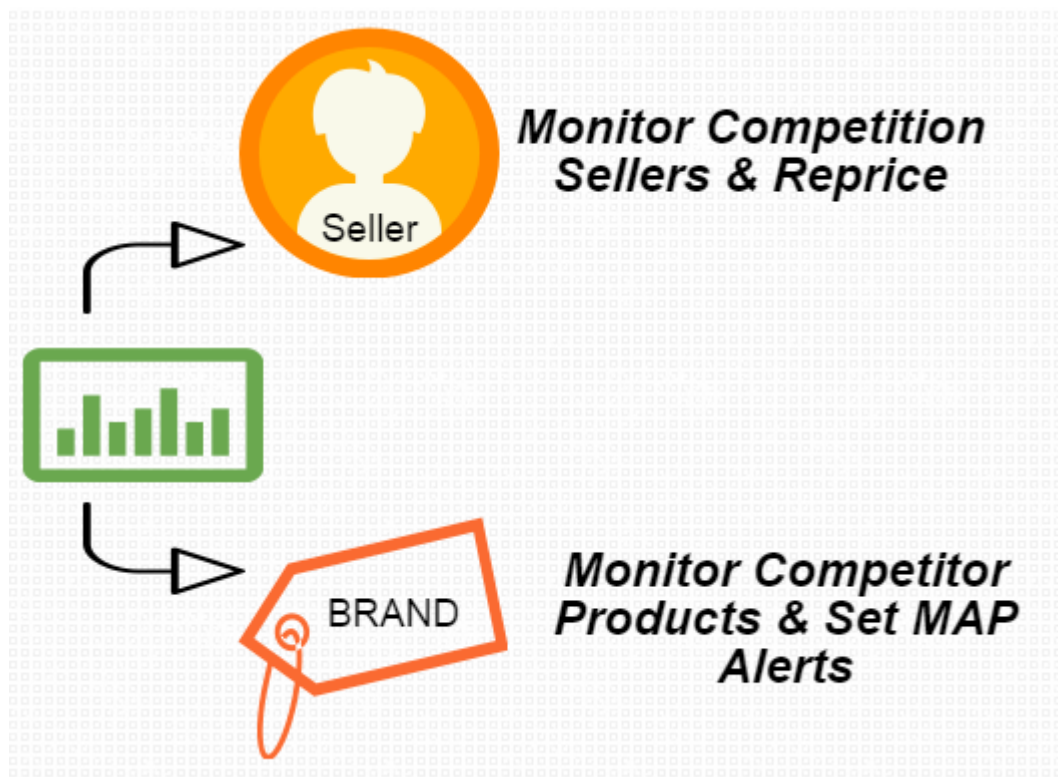 Monitor Competition
Sellers & Reprice
Seller
Monitor Competitor
BRAND
Products & Set MAP
Alerts